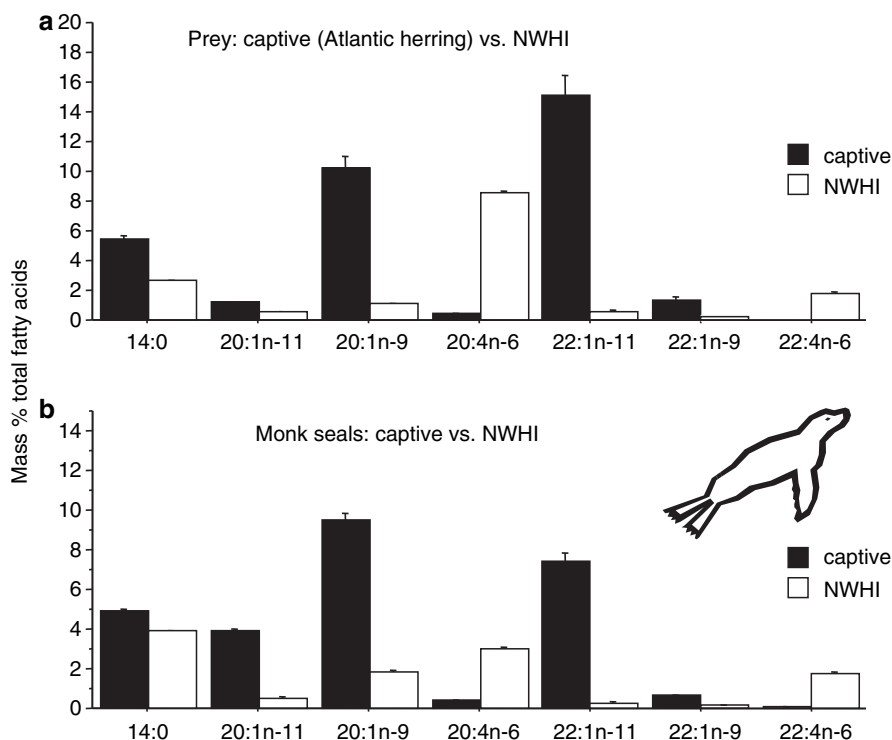 a
Prey: captive (Atlantic herring) vs. NWHI
20
18
16
14
12
10
8
6
4
2
0
captive
NWHI
14:0 20:1n-11 20:1n-9 20:4n-6 22:1n-11 22:1n-9 22:4n-6
Mass % total fatty acids
b
Monk seals: captive vs. NWHI
14
12
10
8
6
4
2
0
captive
NWHI
14:0 20:1n-11 20:1n-9 20:4n-6 22:1n-11 22:1n-9 22:4n-6